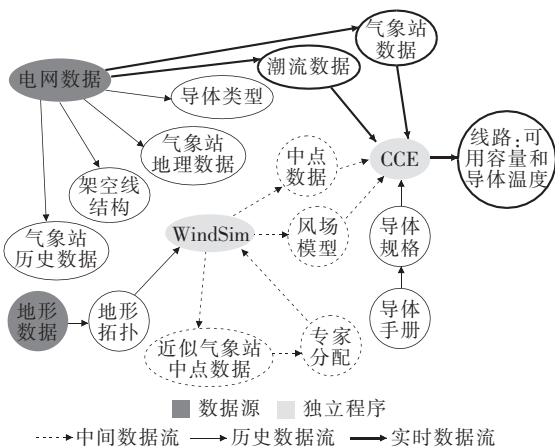 气象站
数据
电网数据
潮流数据
导体类型
气象站
地理数据
架空线
结构
气象站
历史数据
中点
数据
CCE
线路:可
用容量和
导体温度
WindSim
风场
模型
导体
规格
地形
数据
地形
拓扑
近似气象站
中点数据
专家
分配
导体
手册
数据源
独立程序
中间数据流
历史数据流
实时数据流